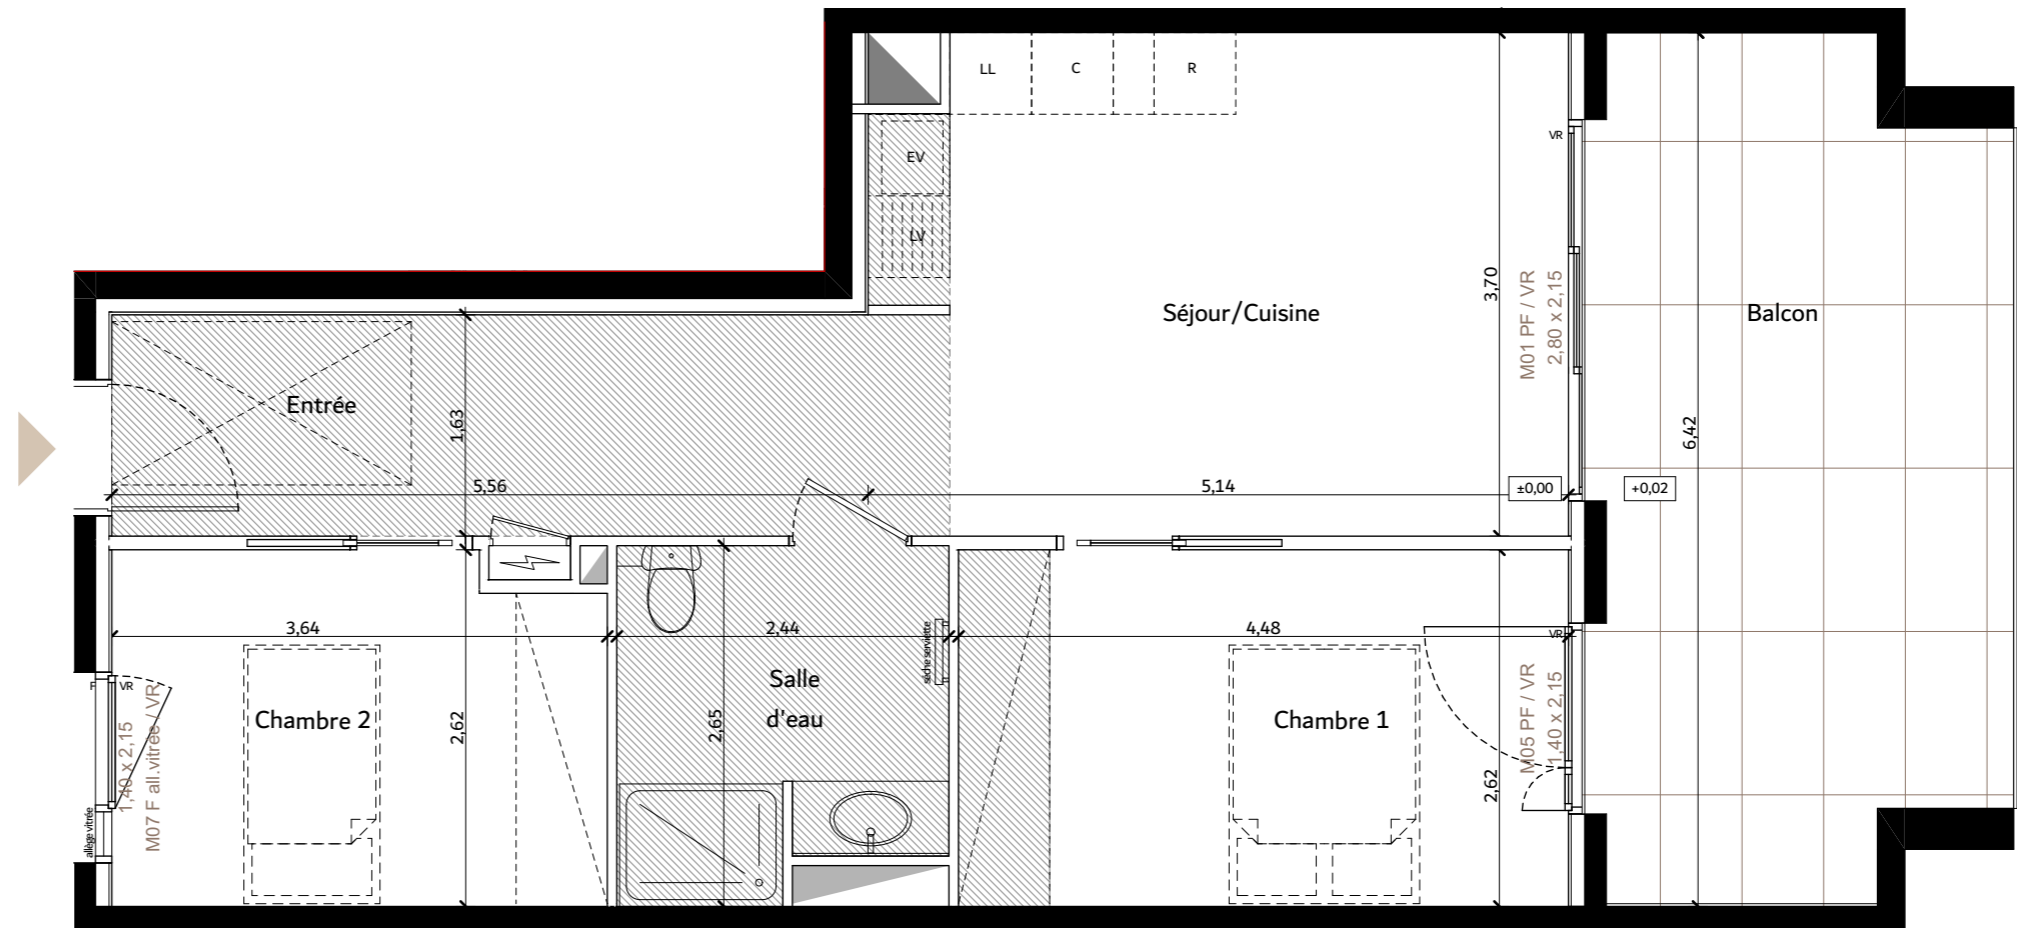 LL
C
R
VR
EV
LV
Séjour/Cuisine
3,70
M01 PF / VR
2,80 x 2,15
Balcon
Entrée
1,63
6,42
5,56
5,14
±0,00
+0,02
3,64
2,44
4,48
VR
sèche serviette
F
VR
1,40 x 2,15
M07 F all.vitrée / VR
allège vitrée
Chambre 2
2,62
Salle
d'eau
2,65
Chambre 1
2,62
M05 PF / VR
1,40 x 2,15